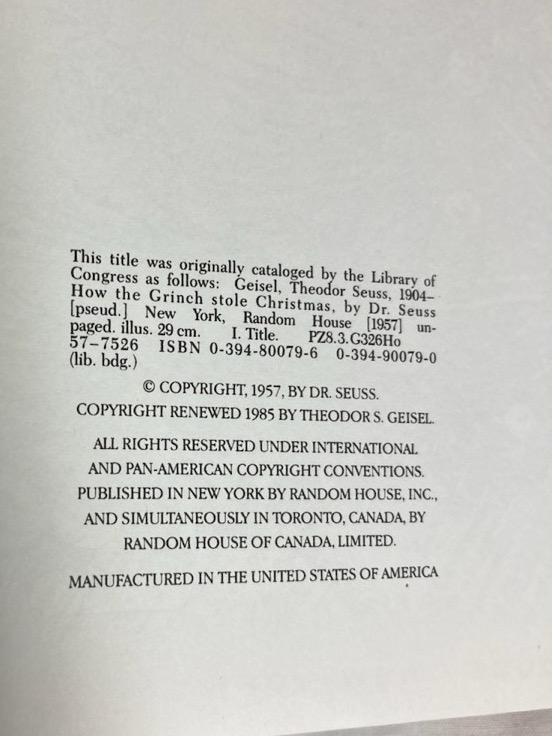 This title was originally cataloged by the Library of
Congress as follows: Geisel, Theodor Seuss, 1904–
How the Grinch stole Christmas, by Dr. Seuss
[pseud.] New York, Random House [1957] un-
paged. illus. 29 cm. I. Title. PZ8.3.G326Ho
57–7526 ISBN 0-394-80079-6 0-394-90079-0
(lib. bdg.)
© COPYRIGHT, 1957, BY DR. SEUSS.
COPYRIGHT RENEWED 1985 BY THEODOR S. GEISEL.
ALL RIGHTS RESERVED UNDER INTERNATIONAL
AND PAN-AMERICAN COPYRIGHT CONVENTIONS.
PUBLISHED IN NEW YORK BY RANDOM HOUSE, INC.,
AND SIMULTANEOUSLY IN TORONTO, CANADA, BY
RANDOM HOUSE OF CANADA, LIMITED.
MANUFACTURED IN THE UNITED STATES OF AMERICA